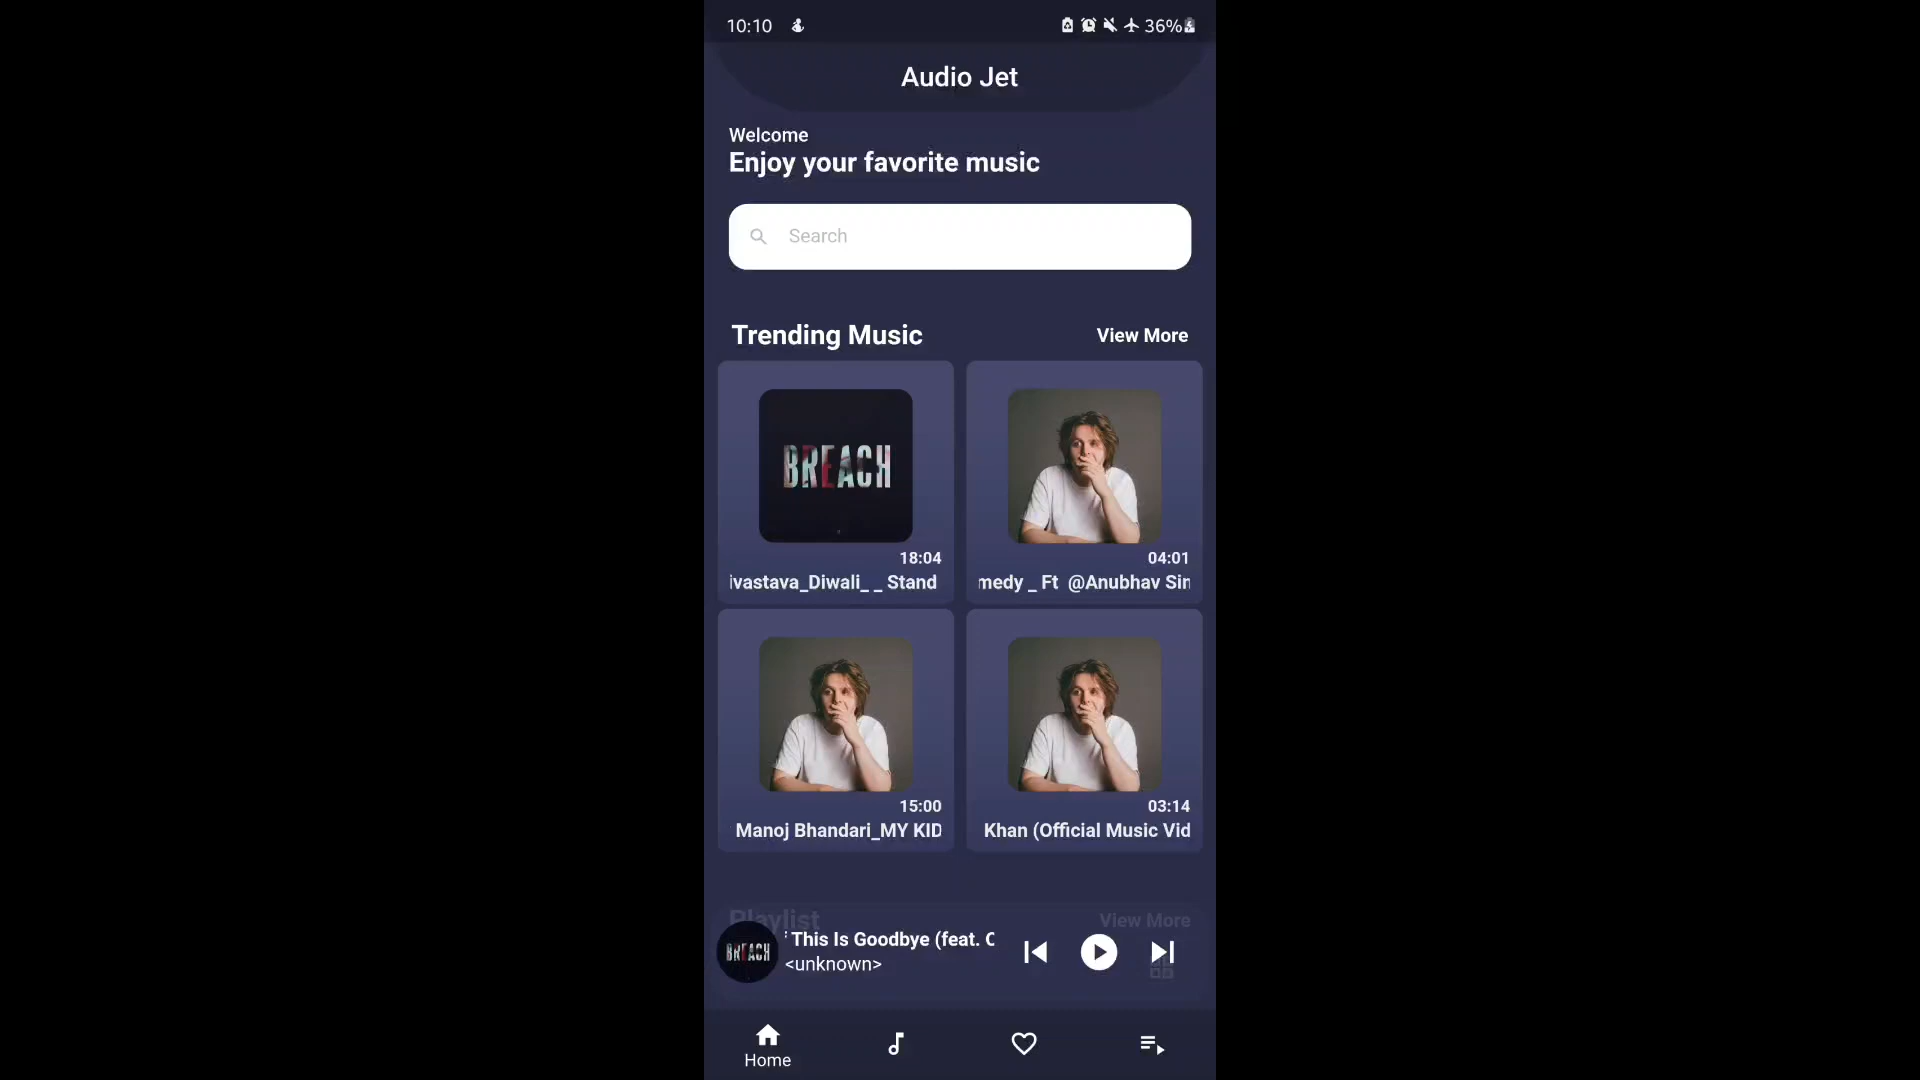 10:10
36%
Audio Jet
Welcome
Enjoy your favorite music
Search
Trending Music
View More
BREACH
18:04
ivastava_Diwali_ _ Stand
04:01
medy _ Ft @Anubhav Sin
15:00
Manoj Bhandari_MY KID
03:14
Khan (Official Music Vid
Playlist
View More
BREACH
This Is Goodbye (feat. C
<unknown>
Home